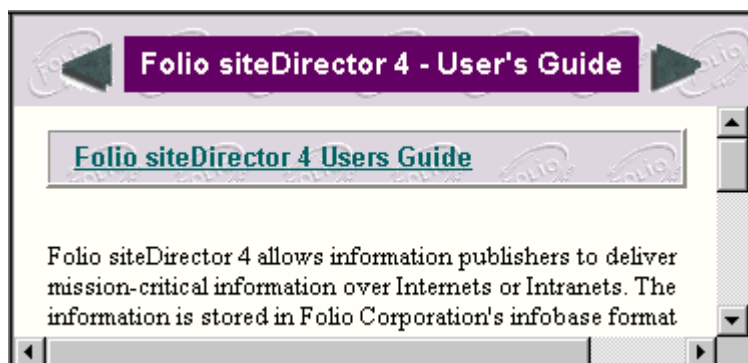 Folio siteDirector 4 - User's Guide
Folio siteDirector 4 Users Guide
Folio siteDirector 4 allows information publishers to deliver
mission-critical information over Internets or Intranets. The
information is stored in Folio Corporation's infobase format